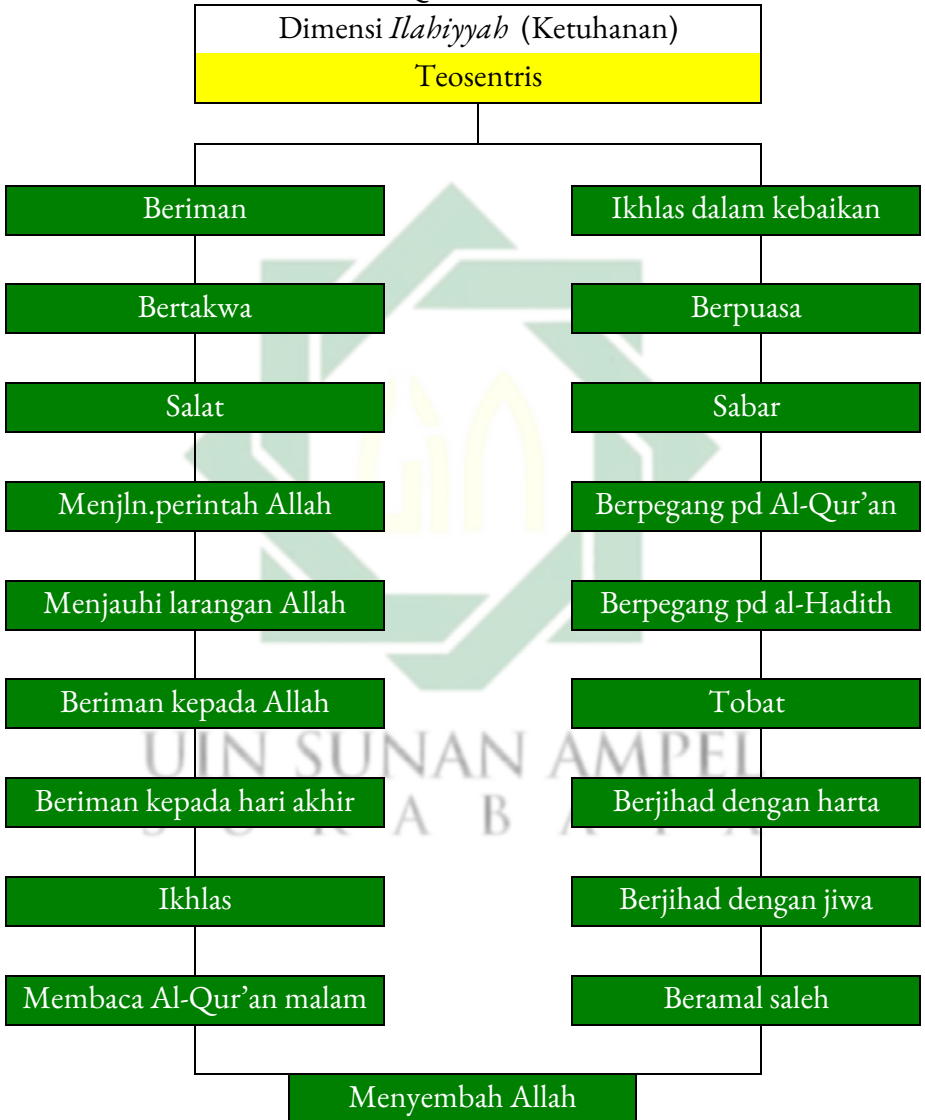 Dimensi Ilahiyyah (Ketuhanan)
Teosentris
Beriman
Bertakwa
Salat
Menjln.perintah Allah
Menjauhi larangan Allah
Beriman kepada Allah
Beriman kepada hari akhir
Ikhlas
Membaca Al-Qur’an malam
Ikhlas dalam kebaikan
Berpuasa
Sabar
Berpegang pd Al-Qur’an
Berpegang pd al-Hadith
Tobat
Berjihad dengan harta
Berjihad dengan jiwa
Beramal saleh
Menyembah Allah
UIN SUNAN AMPEL